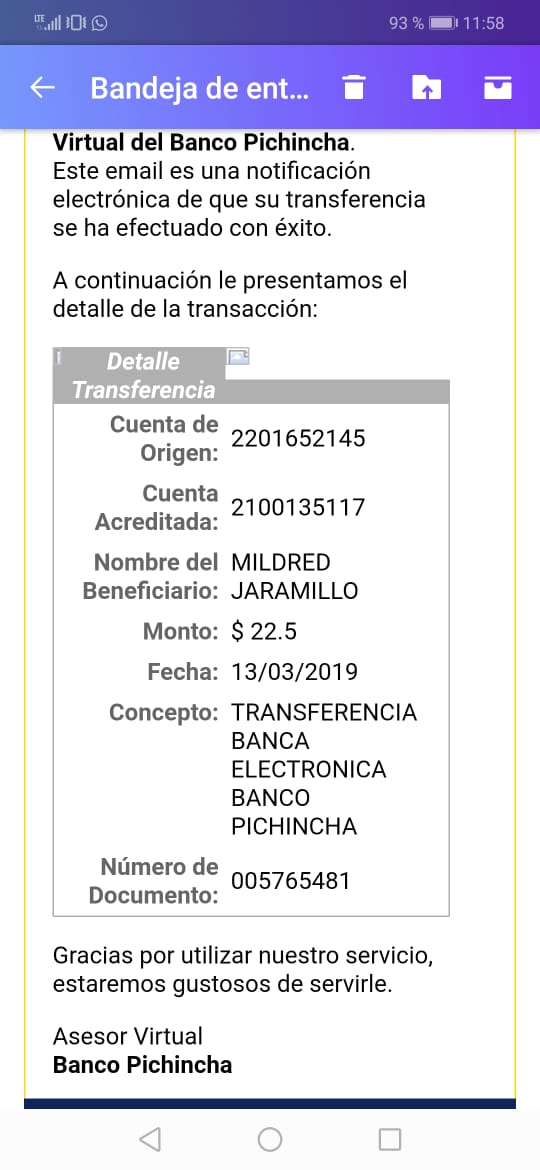 LTE
93 % 11:58
Bandeja de ent...
Virtual del Banco Pichincha.
Este email es una notificación
electrónica de que su transferencia
se ha efectuado con éxito.
A continuación le presentamos el
detalle de la transacción:
Detalle
Transferencia
Cuenta de
Origen:
2201652145
Cuenta
Acreditada:
2100135117
Nombre del
Beneficiario:
MILDRED
JARAMILLO
Monto: $ 22.5
Fecha: 13/03/2019
Concepto: TRANSFERENCIA
BANCA
ELECTRONICA
BANCO
PICHINCHA
Número de
Documento:
005765481
Gracias por utilizar nuestro servicio,
estaremos gustosos de servirle.
Asesor Virtual
Banco Pichincha